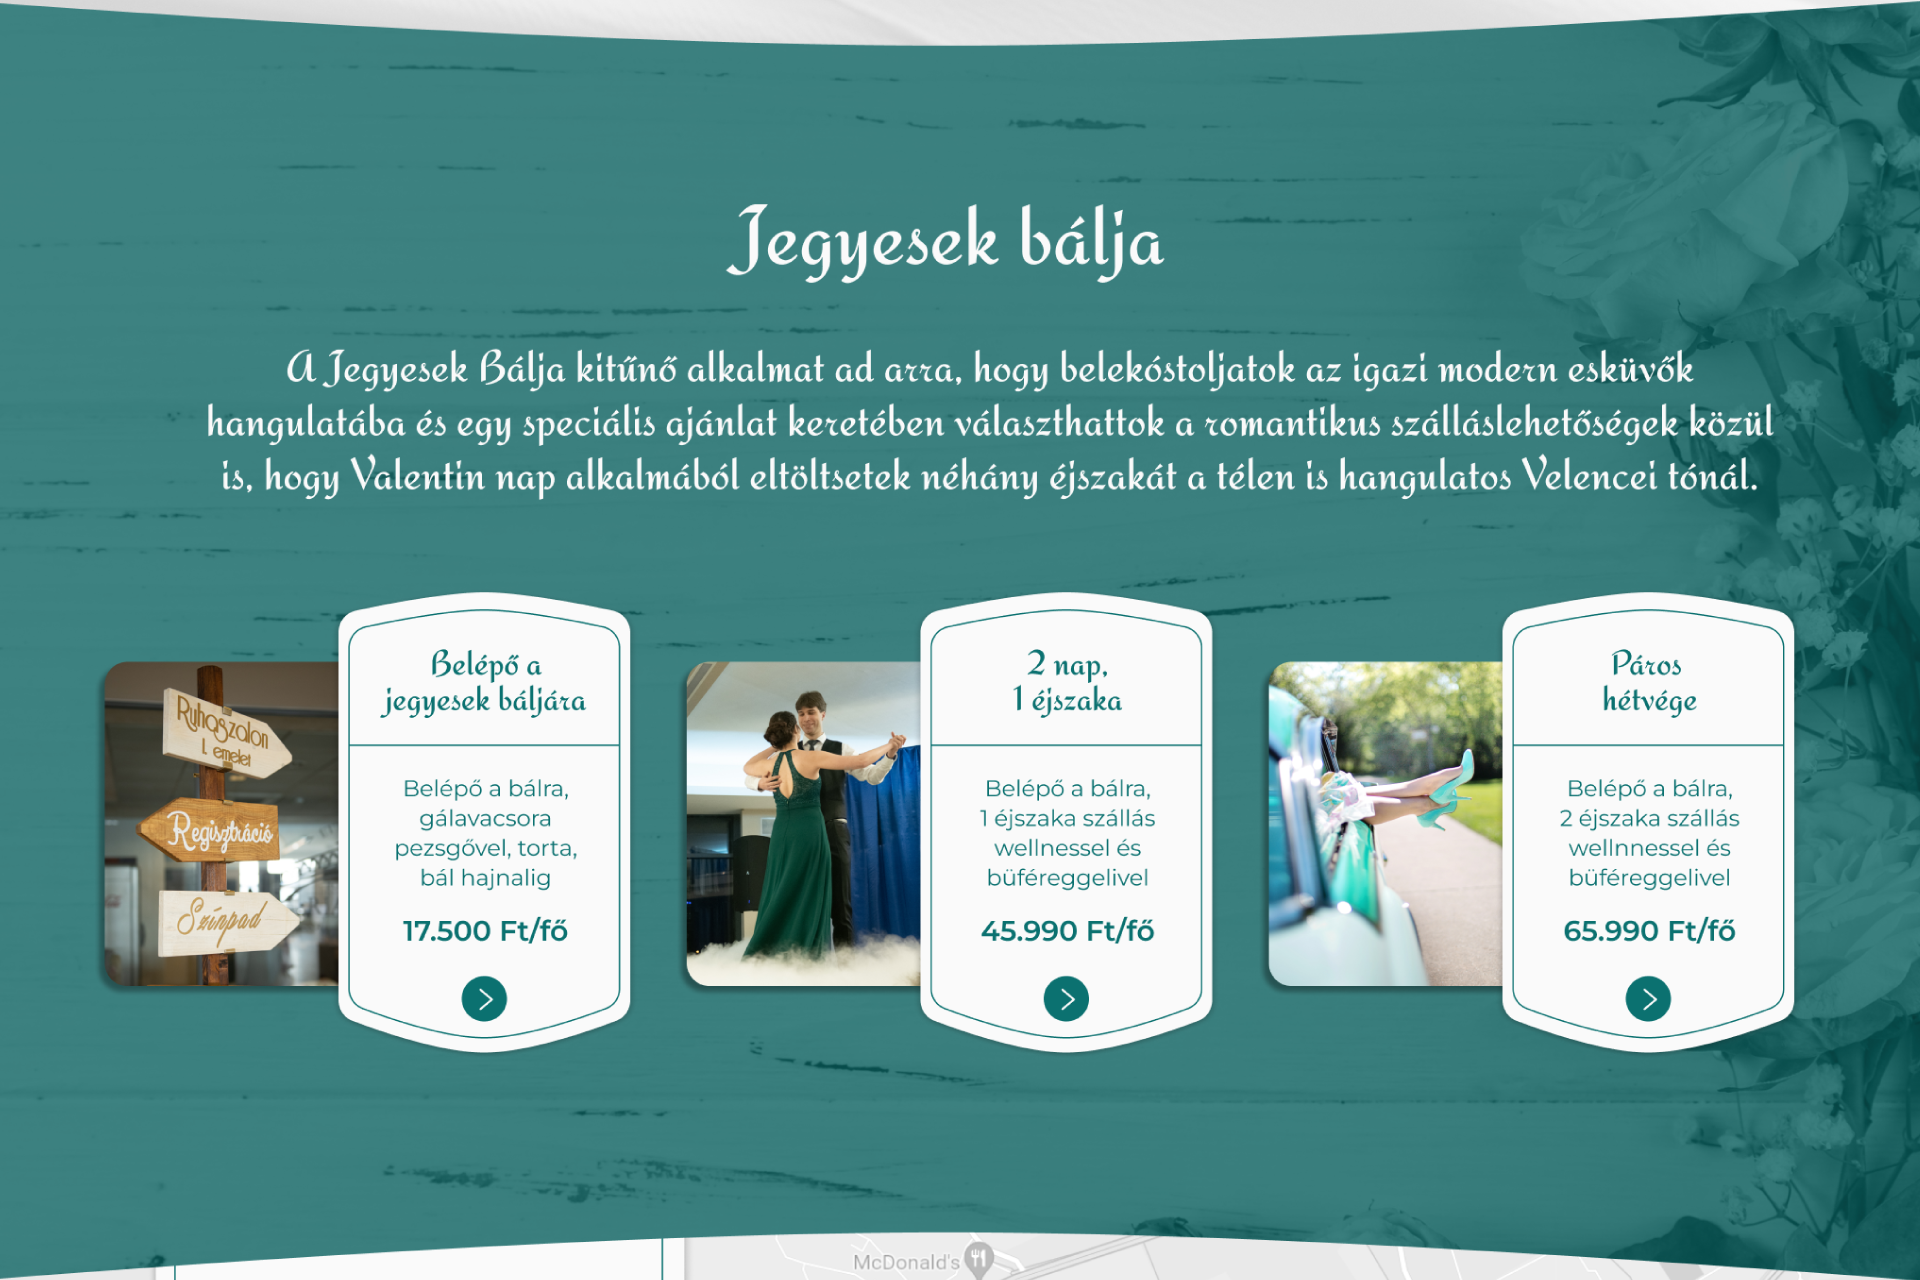 Jegyesek bálja
A Jegyesek Bálja kitűnő alkalmat ad arra, hogy belekóstoljatok az igazi modern esküvők
hangulatába és egy speciális ajánlat keretében választhattok a romantikus szálláslehetőségek közül
is, hogy Valentin nap alkalmából eltöltsetek néhány éjszakát a télen is hangulatos Velencei tónál.
Ruhaszalon
I. emelet
Regisztráció
Színpad
Belépő a
jegyesek báljára
Belépő a bálra,
gálavacsora
pezsgővel, torta,
bál hajnalig
17.500 Ft/fő
2 nap,
1 éjszaka
Belépő a bálra,
1 éjszaka szállás
wellnessel és
büféreggelivel
45.990 Ft/fő
Páros
hétvége
Belépő a bálra,
2 éjszaka szállás
wellnnessel és
büféreggelivel
65.990 Ft/fő
McDonald's